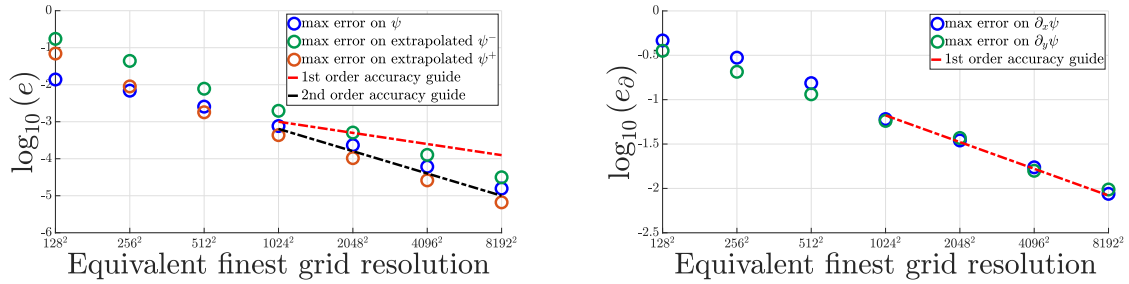 0
-1
-2
-3
-4
-5
-6
128²
256²
512²
1024²
2048²
4096²
8192²
log₁₀(e)
Equivalent finest grid resolution
max error on ψ
max error on extrapolated ψ⁻
max error on extrapolated ψ⁺
1st order accuracy guide
2nd order accuracy guide
0
-0.5
-1
-1.5
-2
-2.5
128²
256²
512²
1024²
2048²
4096²
8192²
log₁₀(e∂)
Equivalent finest grid resolution
max error on ∂ₓψ
max error on ∂ᵧψ
1st order accuracy guide